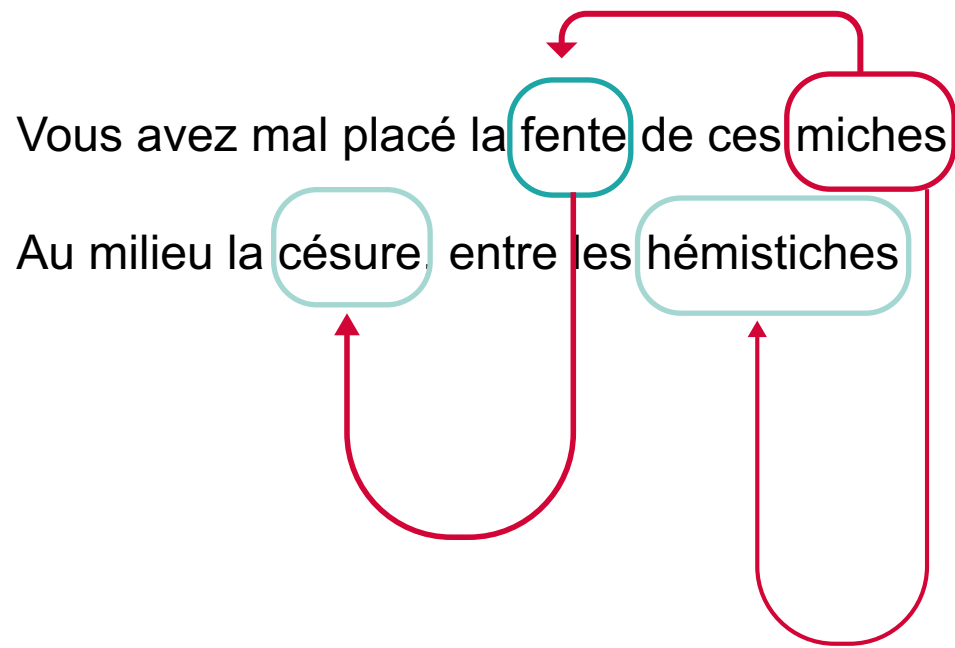 Vous avez mal placé la fente de ces miches
Au milieu la césure, entre les hémistiches